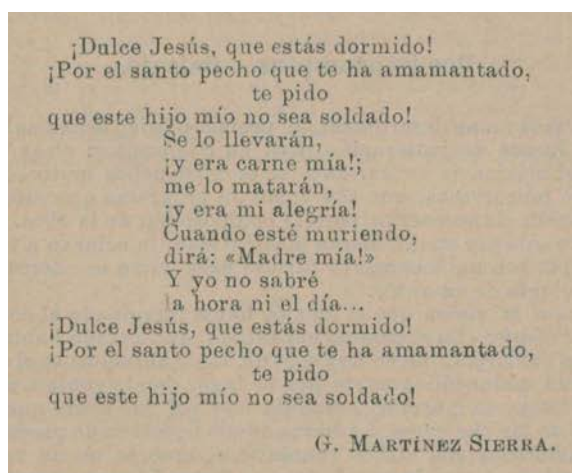 ¡Dulce Jesús, que estás dormido!
¡Por el santo pecho que te ha amamantado,
te pido
que este hijo mío no sea soldado!
Se lo llevarán,
¡y era carne mía!;
me lo matarán,
¡y era mi alegría!
Cuando esté muriendo,
dirá: «Madre mía!»
Y yo no sabré
la hora ni el día...
¡Dulce Jesús, que estás dormido!
¡Por el santo pecho que te ha amamantado,
te pido
que este hijo mío no sea soldado!
G. MARTÍNEZ SIERRA.